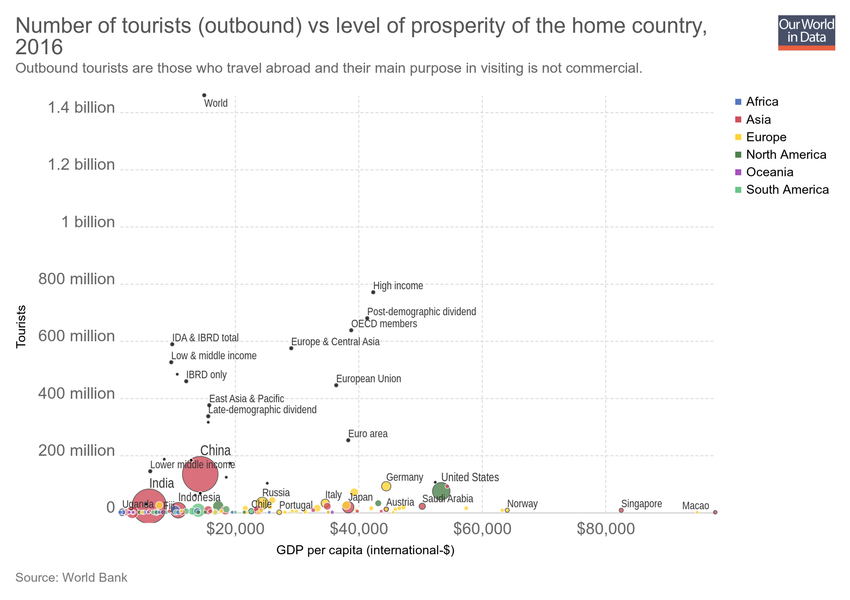 Number of tourists (outbound) vs level of prosperity of the home country,
2016
Outbound tourists are those who travel abroad and their main purpose in visiting is not commercial.
Our World
in Data
1.4 billion
1.2 billion
1 billion
800 million
600 million
400 million
200 million
0
Tourists
World
High income
Post-demographic dividend
OECD members
IDA & IBRD total
Europe & Central Asia
Low & middle income
IBRD only
European Union
East Asia & Pacific
Late-demographic dividend
Euro area
China
Lower middle income
India
Germany
United States
Uganda
Fiji
Indonesia
Russia
Chile
Portugal
Italy
Japan
Austria
Saudi Arabia
Norway
Singapore
Macao
$20,000
$40,000
$60,000
$80,000
GDP per capita (international-$)
Africa
Asia
Europe
North America
Oceania
South America
Source: World Bank